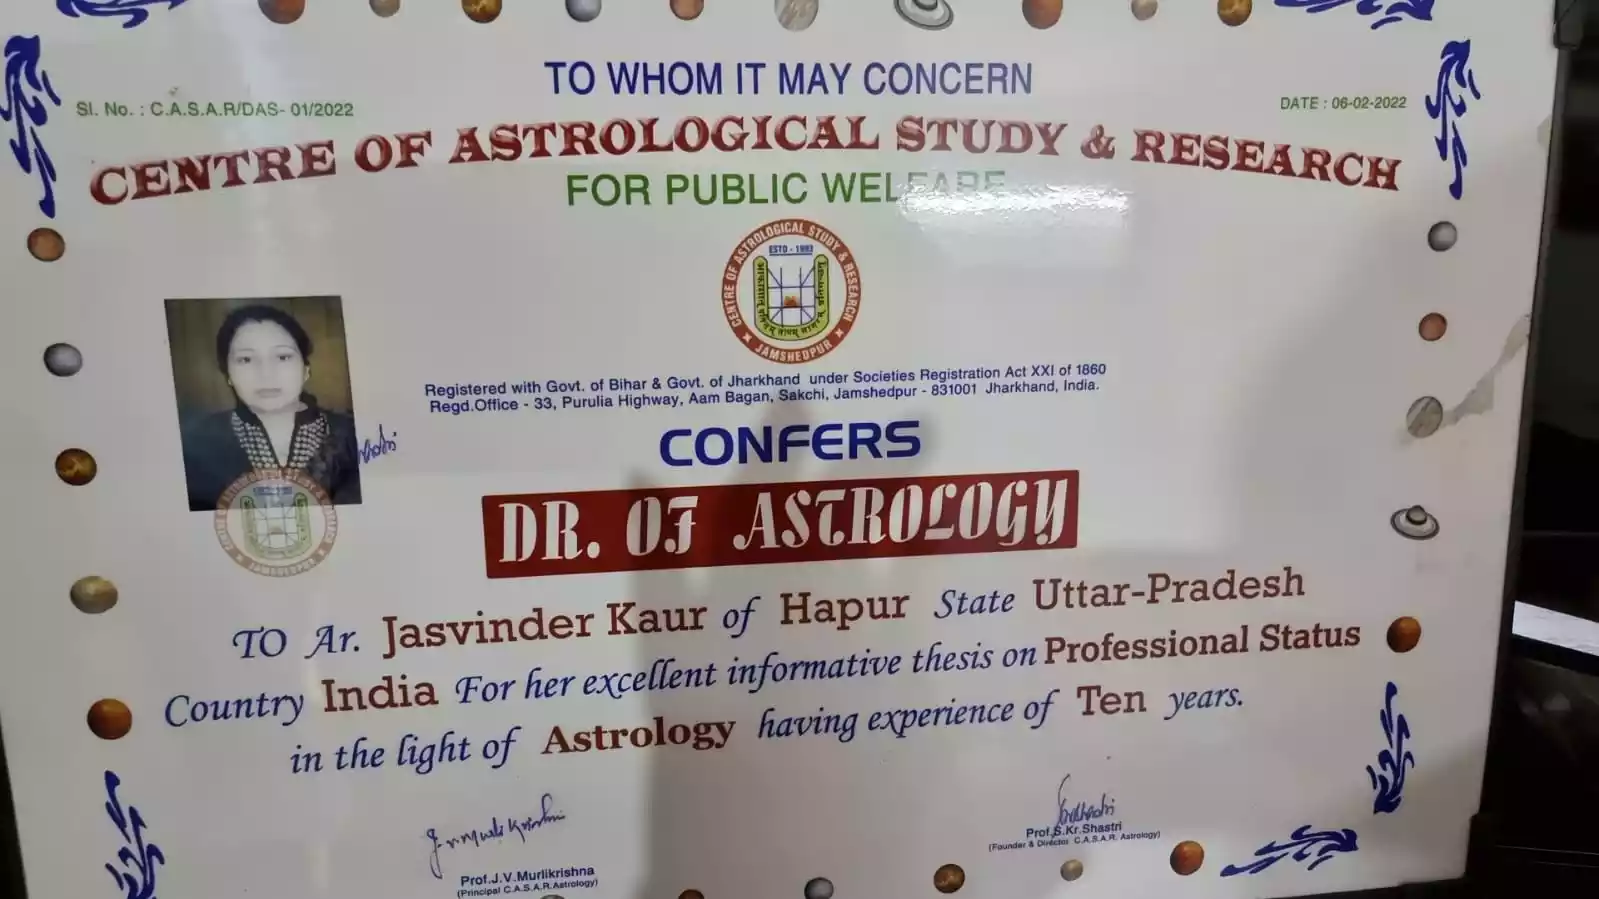 TO WHOM IT MAY CONCERN
Sl. No. : C.A.S.A.R/DAS- 01/2022
DATE : 06-02-2022
CENTRE OF ASTROLOGICAL STUDY & RESEARCH
FOR PUBLIC WELFARE
CENTRE OF ASTROLOGICAL STUDY & RESEARCH
ESTD - 1993
JAMSHEDPUR
Registered with Govt. of Bihar & Govt. of Jharkhand under Societies Registration Act XXI of 1860
Regd.Office - 33, Purulia Highway, Aam Bagan, Sakchi, Jamshedpur - 831001 Jharkhand, India.
CONFERS
DR. OF ASTROLOGY
TO Ar. Jasvinder Kaur of Hapur State Uttar-Pradesh
Country India For her excellent informative thesis on Professional Status
in the light of Astrology having experience of Ten years.
Prof.J.V.Murlikrishna
(Principal C.A.S.A.R.Astrology)
Prof.S.Kr.Shastri
(Founder & Director C.A.S.A.R. Astrology)